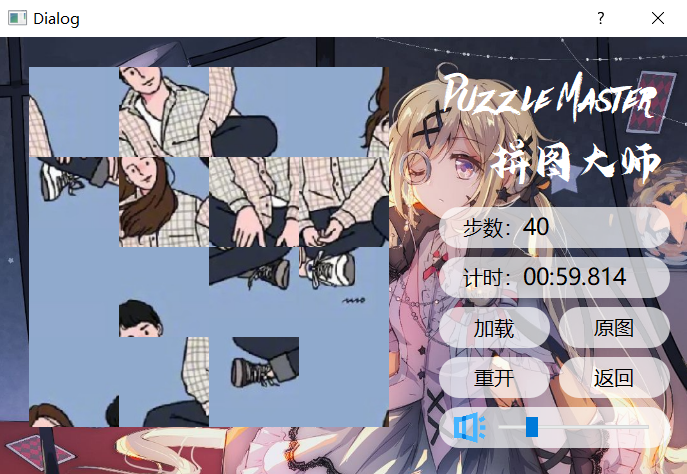 Dialog
PUZZLE MASTER
拼图大师
步数：40
计时：00:59.814
加载
原图
重开
返回